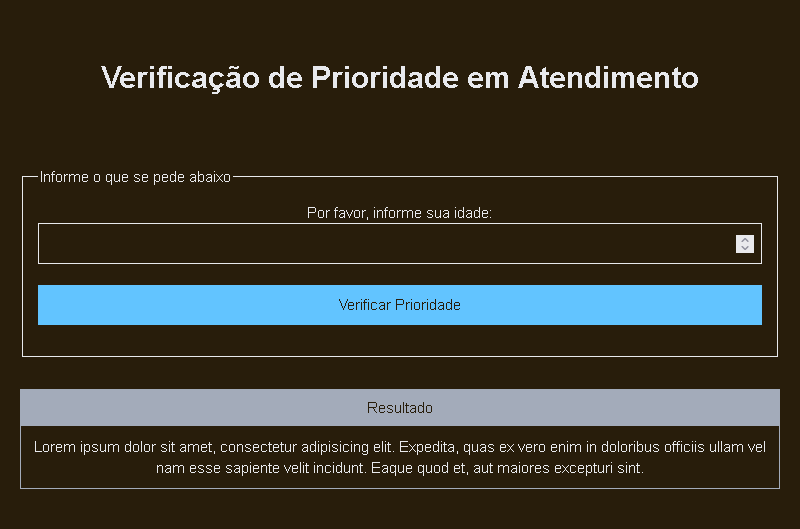 Verificação de Prioridade em Atendimento
Informe o que se pede abaixo
Por favor, informe sua idade:
Verificar Prioridade
Resultado
Lorem ipsum dolor sit amet, consectetur adipisicing elit. Expedita, quas ex vero enim in doloribus officiis ullam vel
nam esse sapiente velit incidunt. Eaque quod et, aut maiores excepturi sint.